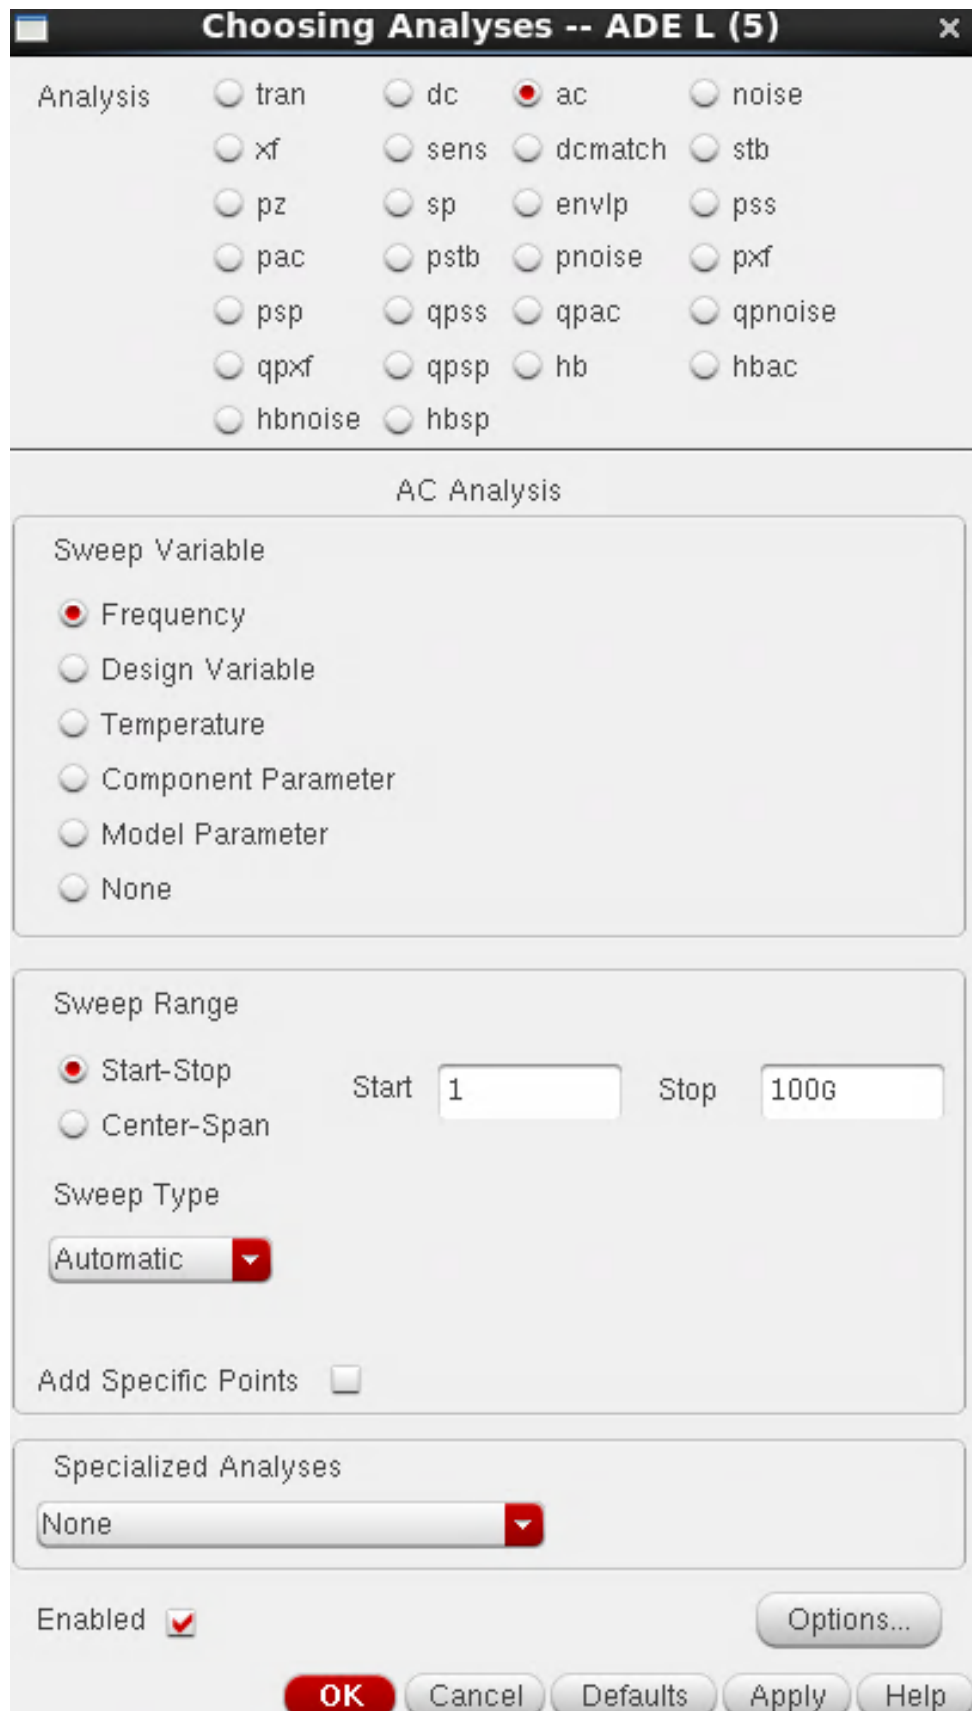 Choosing Analyses -- ADE L (5)
Analysis tran dc ac noise
xf sens dcmatch stb
pz sp envlp pss
pac pstb pnoise pxf
psp qpss qpac qpnoise
qpxf qpsp hb hbac
hbnoise hbsp
AC Analysis
Sweep Variable
Frequency
Design Variable
Temperature
Component Parameter
Model Parameter
None
Sweep Range
Start-Stop
Start 1 Stop 100G
Center-Span
Sweep Type
Automatic
Add Specific Points
Specialized Analyses
None
Enabled Options...
OK Cancel Defaults Apply Help